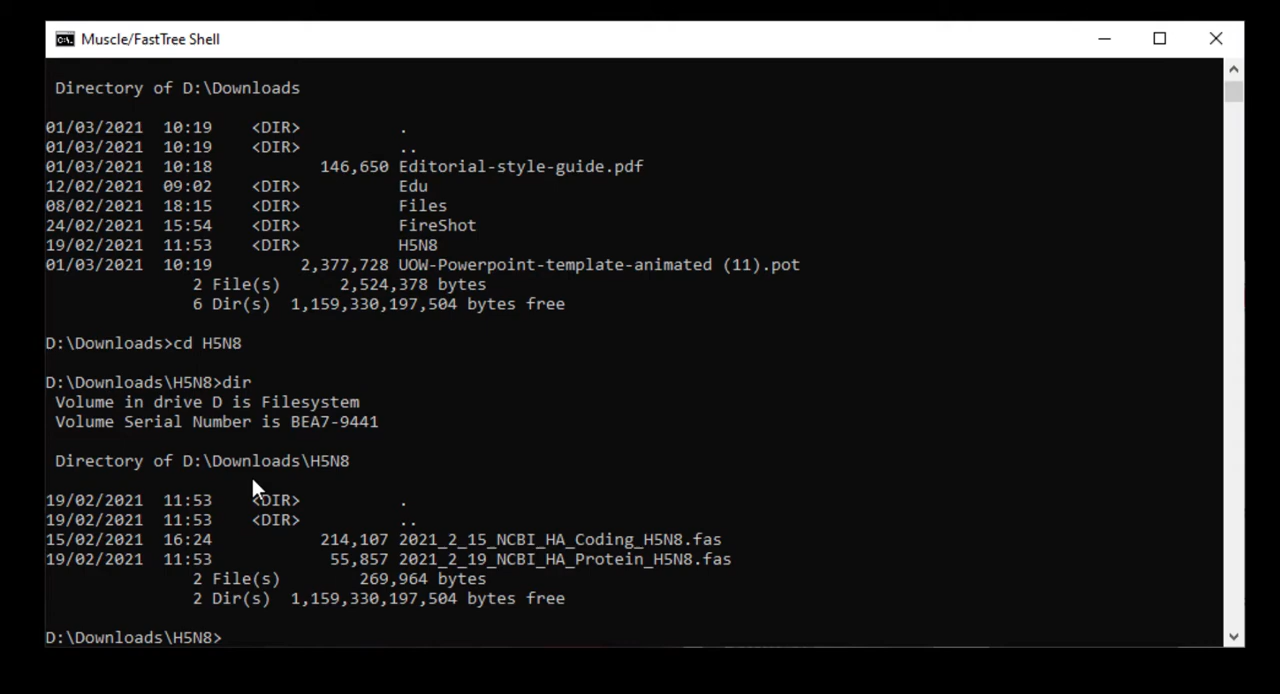 Muscle/FastTree Shell
Directory of D:\Downloads
01/03/2021  10:19    <DIR>          .
01/03/2021  10:19    <DIR>          ..
01/03/2021  10:18           146,650 Editorial-style-guide.pdf
12/02/2021  09:02    <DIR>          Edu
08/02/2021  18:15    <DIR>          Files
24/02/2021  15:54    <DIR>          FireShot
19/02/2021  11:53    <DIR>          H5N8
01/03/2021  10:19         2,377,728 UOW-Powerpoint-template-animated (11).pot
2 File(s)      2,524,378 bytes
6 Dir(s)  1,159,330,197,504 bytes free
D:\Downloads>cd H5N8
D:\Downloads\H5N8>dir
Volume in drive D is Filesystem
Volume Serial Number is BEA7-9441
Directory of D:\Downloads\H5N8
19/02/2021  11:53    <DIR>          .
19/02/2021  11:53    <DIR>          ..
15/02/2021  16:24           214,107 2021_2_15_NCBI_HA_Coding_H5N8.fas
19/02/2021  11:53            55,857 2021_2_19_NCBI_HA_Protein_H5N8.fas
2 File(s)        269,964 bytes
2 Dir(s)  1,159,330,197,504 bytes free
D:\Downloads\H5N8>